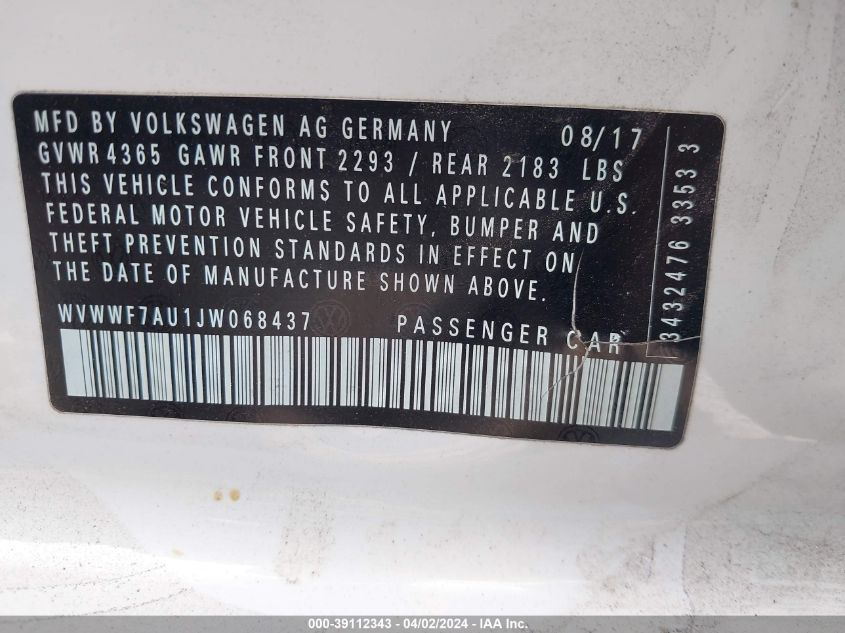 MFD BY VOLKSWAGEN AG GERMANY 08/17
GVWR 4365 GAWR FRONT 2293 / REAR 2183 LBS
THIS VEHICLE CONFORMS TO ALL APPLICABLE U.S.
FEDERAL MOTOR VEHICLE SAFETY, BUMPER AND
THEFT PREVENTION STANDARDS IN EFFECT ON
THE DATE OF MANUFACTURE SHOWN ABOVE.
WVWWF7AU1JW068437 PASSENGER CAR
3432476 3353 3
000-39112343 - 04/02/2024 - IAA Inc.